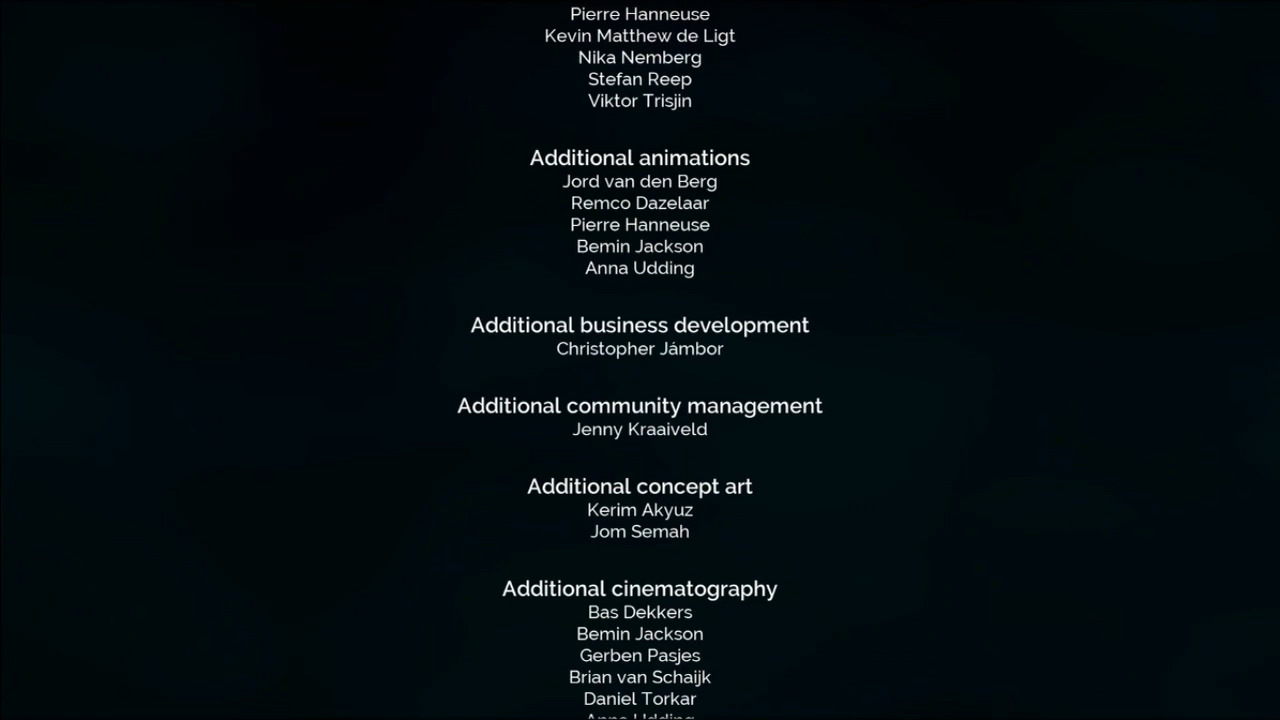 Pierre Hanneuse
Kevin Matthew de Ligt
Nika Nemberg
Stefan Reep
Viktor Trisjin
Additional animations
Jord van den Berg
Remco Dazelaar
Pierre Hanneuse
Bemin Jackson
Anna Udding
Additional business development
Christopher Jámbor
Additional community management
Jenny Kraaiveld
Additional concept art
Kerim Akyuz
Jom Semah
Additional cinematography
Bas Dekkers
Bemin Jackson
Gerben Pasjes
Brian van Schaijk
Daniel Torkar
Anna Udding